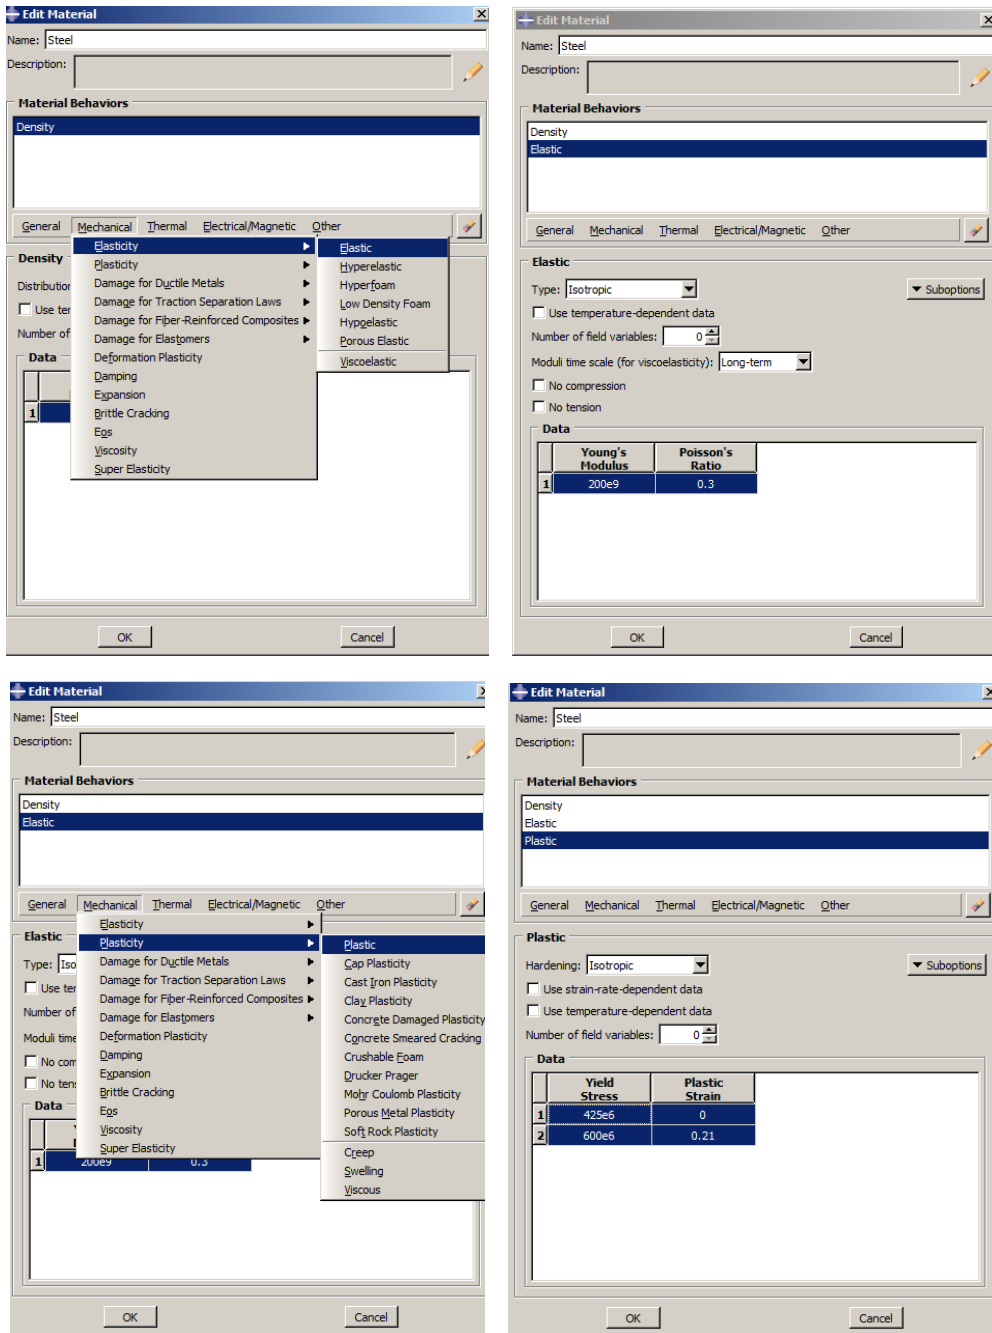 Edit Material
Name: Steel
Description:
Material Behaviors
Density
General Mechanical Thermal Electrical/Magnetic Other
Elasticity
Plasticity
Damage for Ductile Metals
Damage for Traction Separation Laws
Damage for Fiber-Reinforced Composites
Damage for Elastomers
Deformation Plasticity
Damping
Expansion
Brittle Cracking
Eos
Viscosity
Super Elasticity
Elastic
Hyperelastic
Hyperfoam
Low Density Foam
Hypoelastic
Porous Elastic
Viscoelastic
Density
Distribution
Use ter
Number of
Data
1
OK Cancel
Edit Material
Name: Steel
Description:
Material Behaviors
Density
Elastic
General Mechanical Thermal Electrical/Magnetic Other
Elastic
Type: Isotropic Suboptions
Use temperature-dependent data
Number of field variables: 0
Moduli time scale (for viscoelasticity): Long-term
No compression
No tension
Data
Young's Modulus Poisson's Ratio
1 200e9 0.3
OK Cancel
Edit Material
Name: Steel
Description:
Material Behaviors
Density
Elastic
General Mechanical Thermal Electrical/Magnetic Other
Elasticity
Plasticity
Damage for Ductile Metals
Damage for Traction Separation Laws
Damage for Fiber-Reinforced Composites
Damage for Elastomers
Deformation Plasticity
Damping
Expansion
Brittle Cracking
Eos
Viscosity
Super Elasticity
Plastic
Cap Plasticity
Cast Iron Plasticity
Clay Plasticity
Concrete Damaged Plasticity
Concrete Smeared Cracking
Crushable Foam
Drucker Prager
Mohr Coulomb Plasticity
Porous Metal Plasticity
Soft Rock Plasticity
Creep
Swelling
Viscous
Elastic
Type: Iso
Use ter
Number of
Moduli time
No com
No tens
Data
1 200e9 0.3
OK Cancel
Edit Material
Name: Steel
Description:
Material Behaviors
Density
Elastic
Plastic
General Mechanical Thermal Electrical/Magnetic Other
Plastic
Hardening: Isotropic Suboptions
Use strain-rate-dependent data
Use temperature-dependent data
Number of field variables: 0
Data
Yield Stress Plastic Strain
1 425e6 0
2 600e6 0.21
OK Cancel